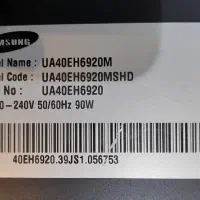 SAMSUNG
l Name : UA40EH6920M
l Code : UA40EH6920MSHD
No : UA40EH6920
0-240V 50/60Hz 90W
40EH6920.39JS1.056753